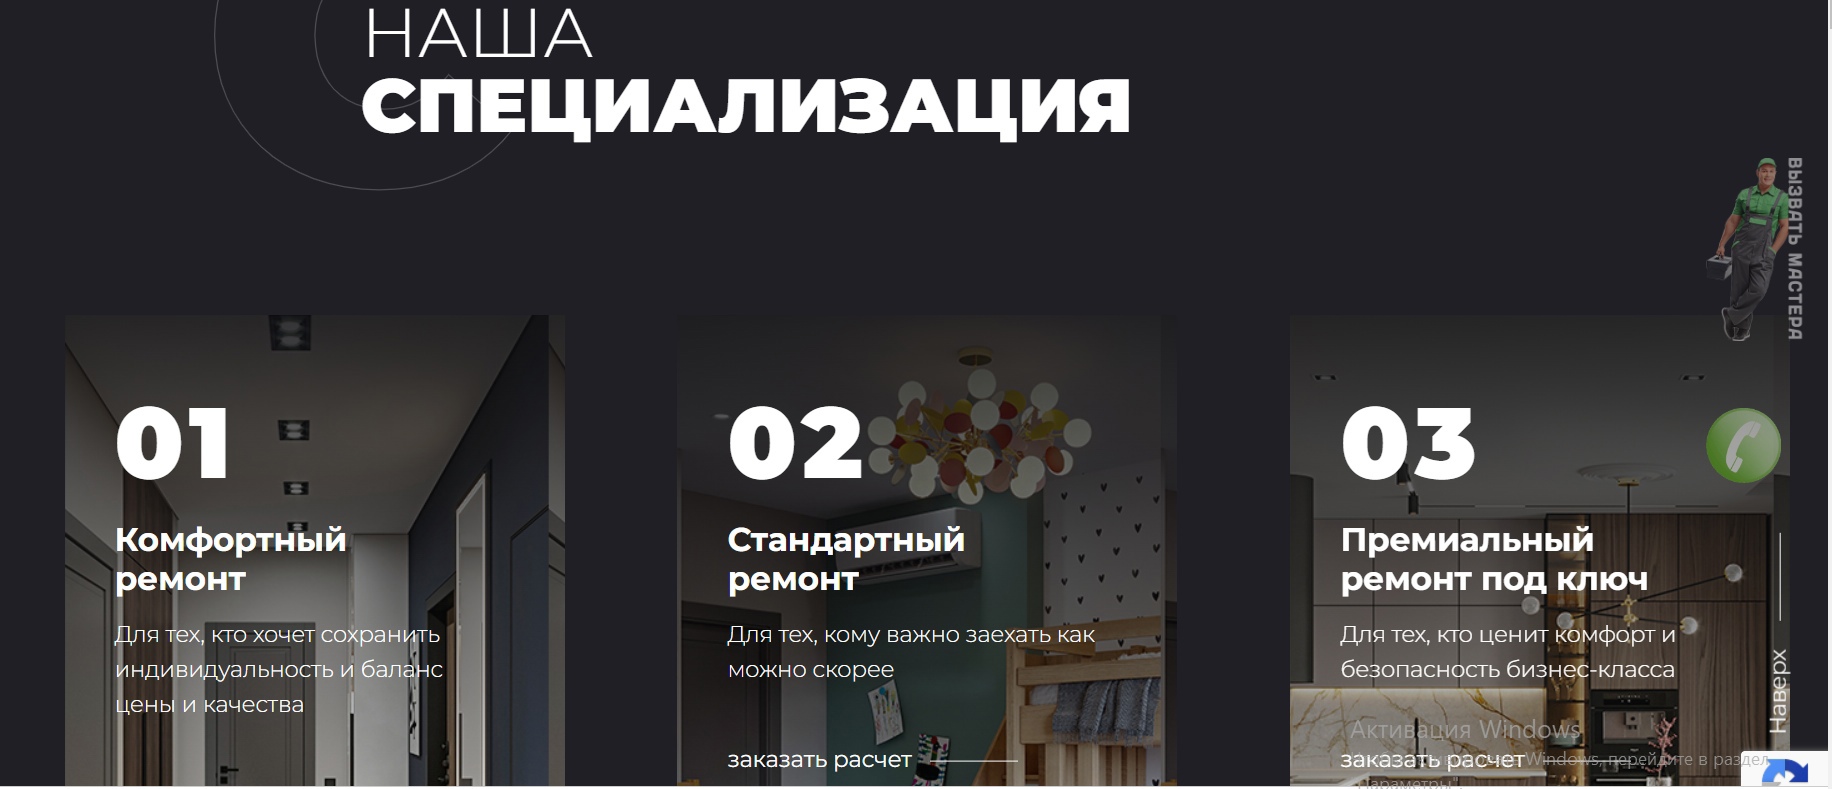 НАША
СПЕЦИАЛИЗАЦИЯ
ВЫЗВАТЬ МАСТЕРА
01
Комфортный
ремонт
Для тех, кто хочет сохранить
индивидуальность и баланс
цены и качества
02
Стандартный
ремонт
Для тех, кому важно заехать как
можно скорее
заказать расчет
03
Премиальный
ремонт под ключ
Для тех, кто ценит комфорт и
безопасность бизнес-класса
заказать расчет
Наверх
Активация Windows
Windows, перейдите в раздел
"Параметры".